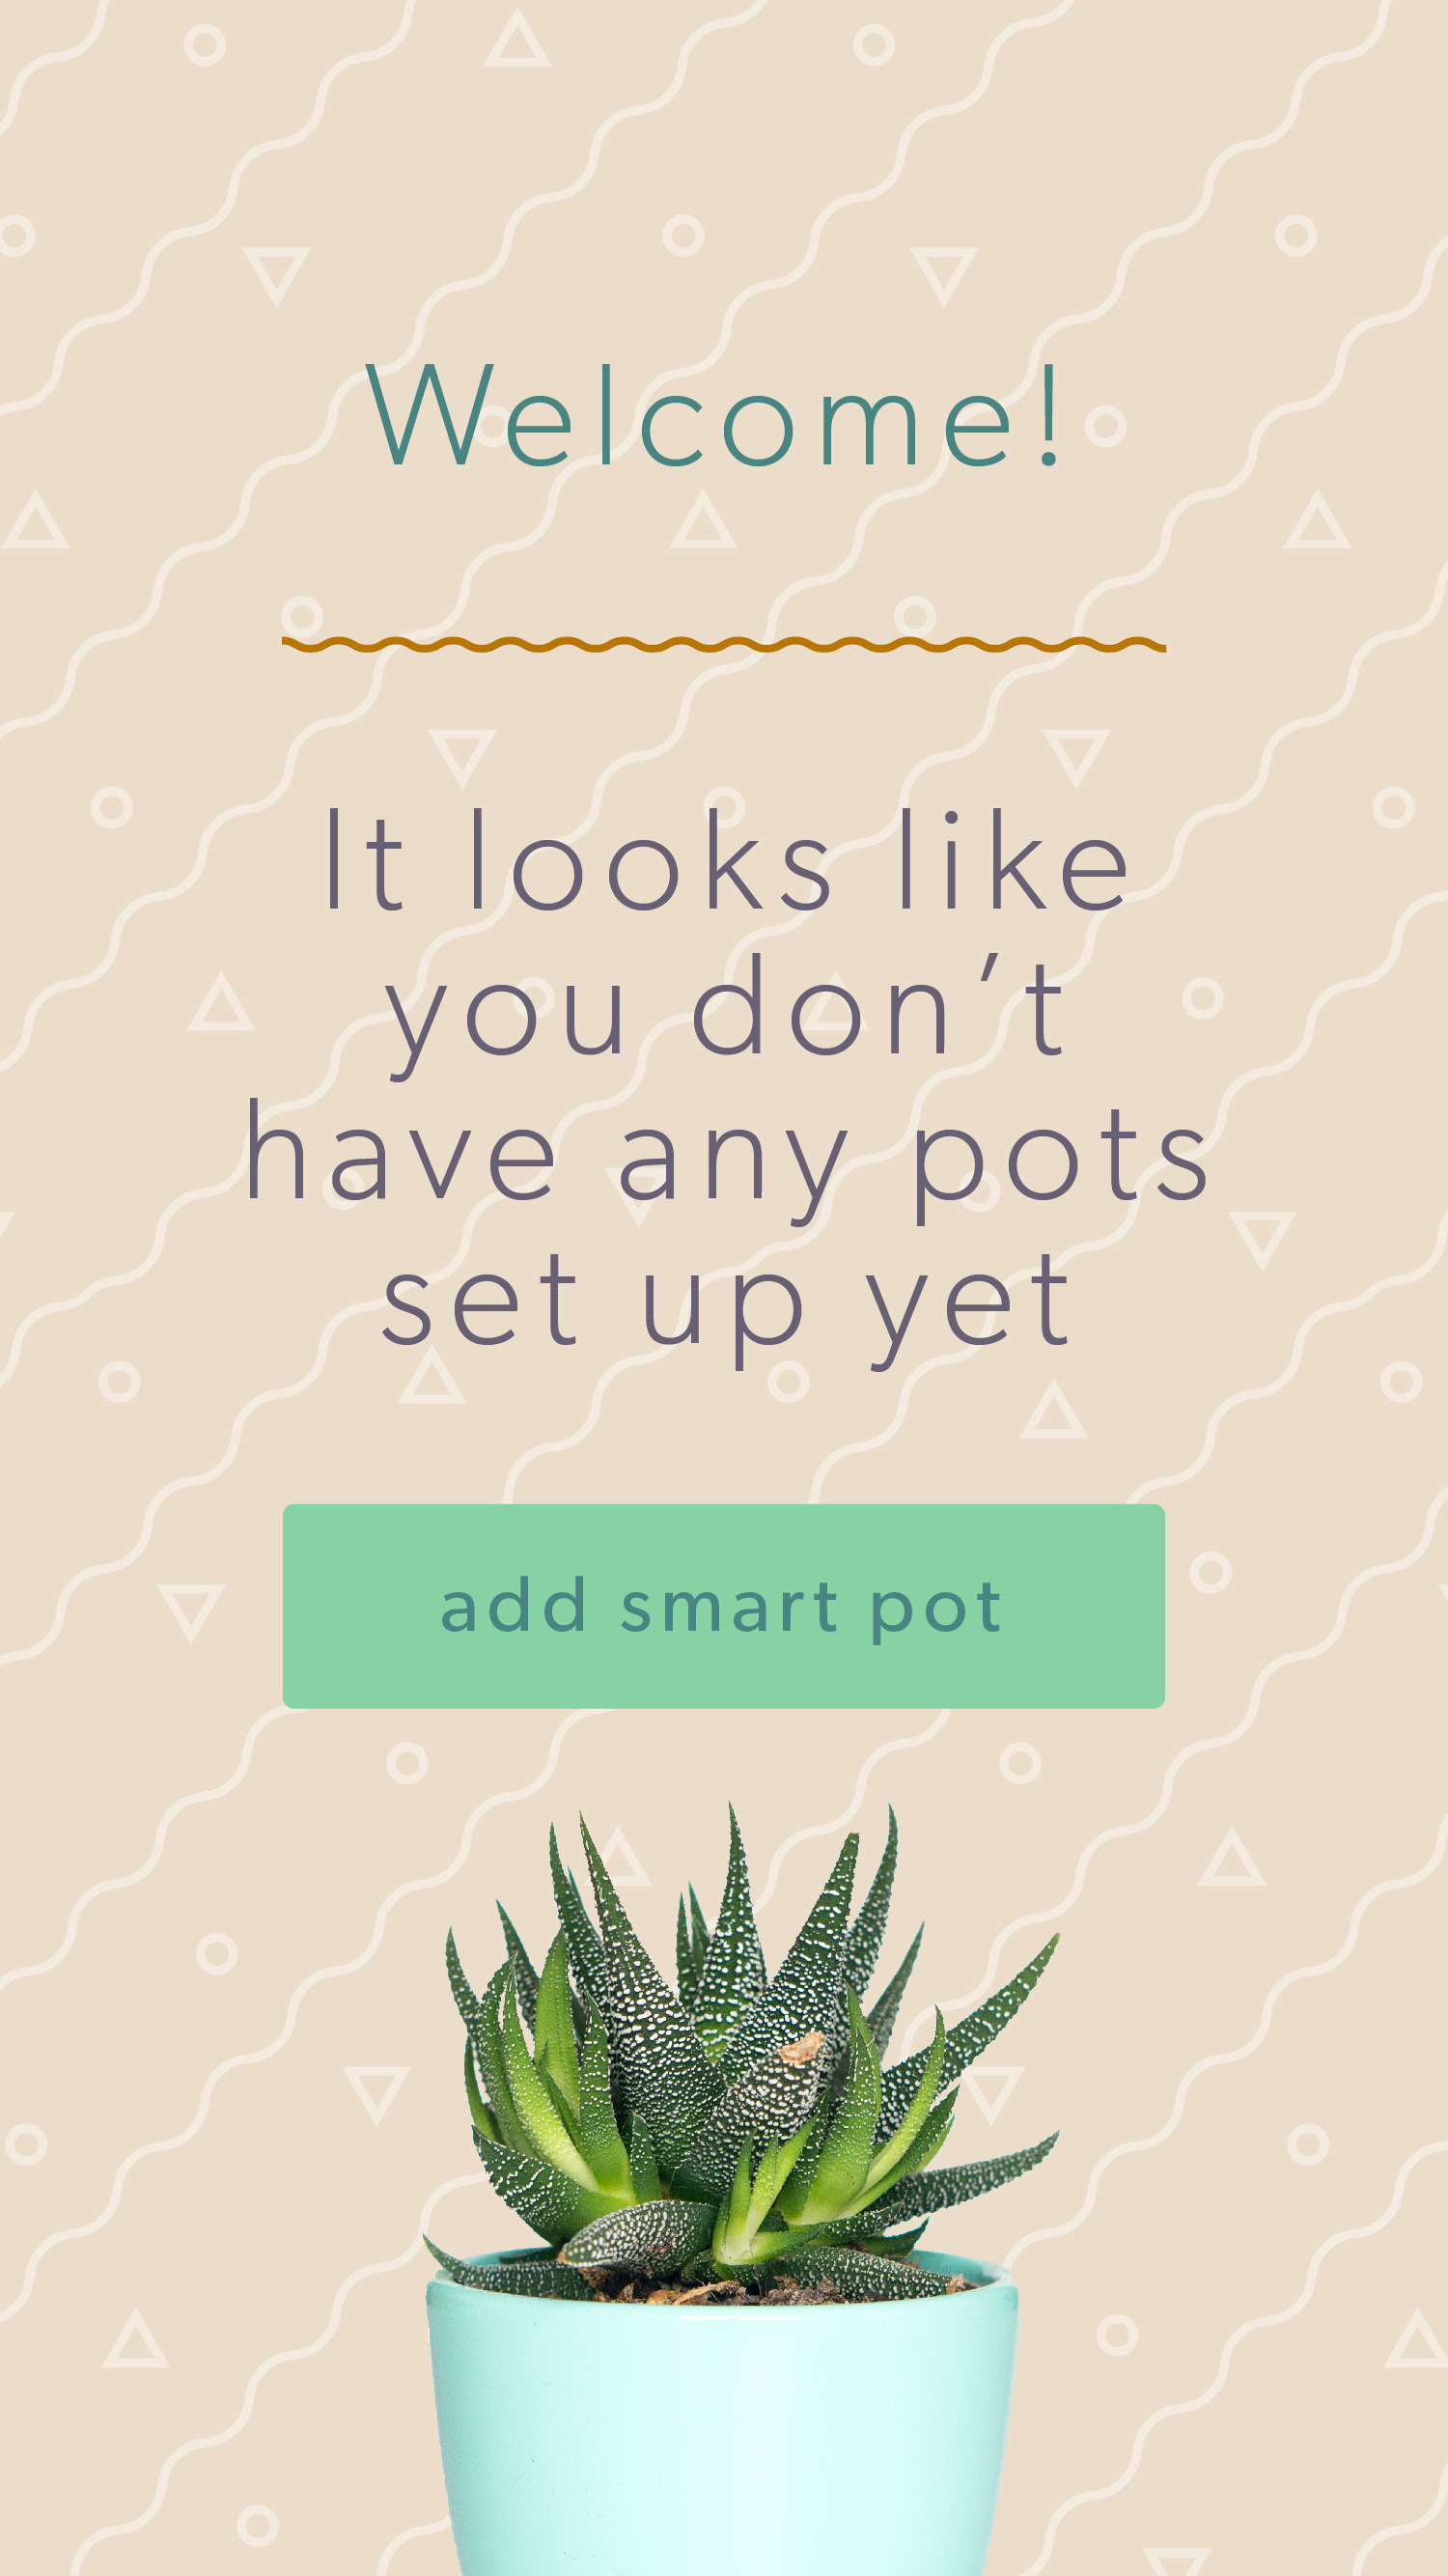 Welcome!
It looks like
you don’t
have any pots
set up yet
add smart pot